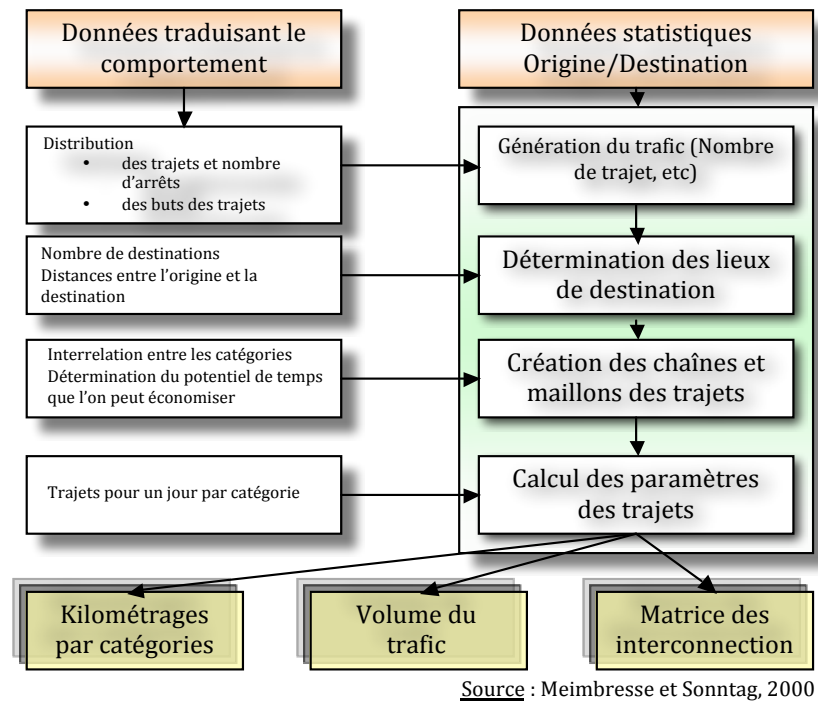 Données traduisant le
comportement
Données statistiques
Origine/Destination
Distribution
• des trajets et nombre
d'arrêts
• des buts des trajets
Génération du trafic (Nombre
de trajet, etc)
Nombre de destinations
Distances entre l'origine et la
destination
Détermination des lieux
de destination
Interrelation entre les catégories
Détermination du potentiel de temps
que l'on peut économiser
Création des chaînes et
maillons des trajets
Trajets pour un jour par catégorie
Calcul des paramètres
des trajets
Kilométrages
par catégories
Volume du
trafic
Matrice des
interconnection
Source : Meimbresse et Sonntag, 2000